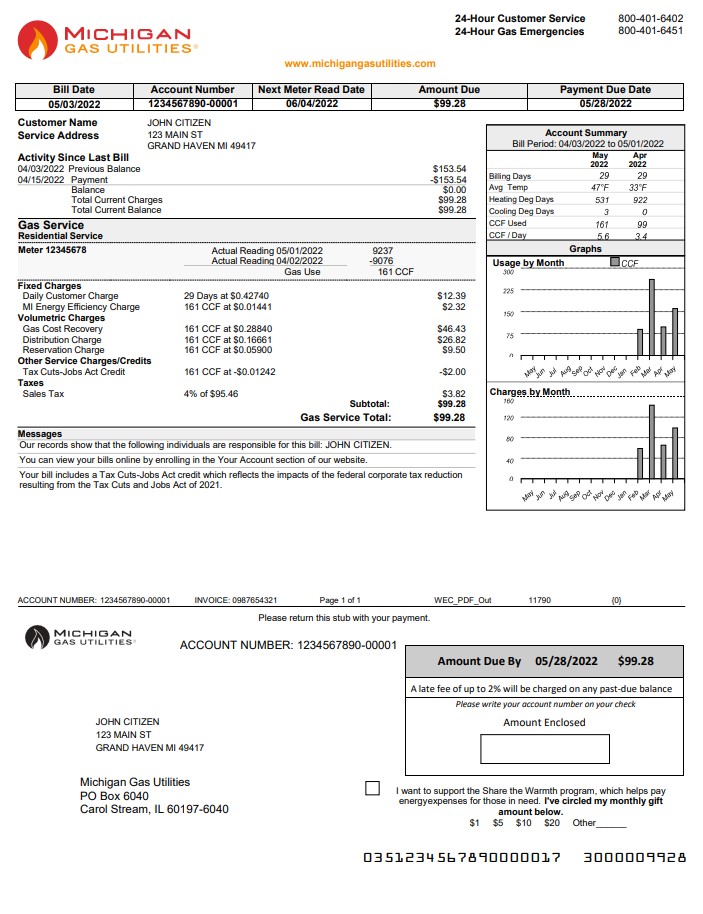 MICHIGAN
GAS UTILITIES®
24-Hour Customer Service 800-401-6402
24-Hour Gas Emergencies 800-401-6451
www.michigangasutilities.com
Bill Date Account Number Next Meter Read Date Amount Due Payment Due Date
05/03/2022 1234567890-00001 06/04/2022 $99.28 05/28/2022
Customer Name JOHN CITIZEN
Service Address 123 MAIN ST
GRAND HAVEN MI 49417
Activity Since Last Bill
04/03/2022 Previous Balance $153.54
04/15/2022 Payment -$153.54
Balance $0.00
Total Current Charges $99.28
Total Current Balance $99.28
Gas Service
Residential Service
Meter 12345678 Actual Reading 05/01/2022 9237
Actual Reading 04/02/2022 -9076
Gas Use 161 CCF
Fixed Charges
Daily Customer Charge 29 Days at $0.42740 $12.39
MI Energy Efficiency Charge 161 CCF at $0.01441 $2.32
Volumetric Charges
Gas Cost Recovery 161 CCF at $0.28840 $46.43
Distribution Charge 161 CCF at $0.16661 $26.82
Reservation Charge 161 CCF at $0.05900 $9.50
Other Service Charges/Credits
Tax Cuts-Jobs Act Credit 161 CCF at -$0.01242 -$2.00
Taxes
Sales Tax 4% of $95.46 $3.82
Subtotal: $99.28
Gas Service Total: $99.28
Messages
Our records show that the following individuals are responsible for this bill: JOHN CITIZEN.
You can view your bills online by enrolling in the Your Account section of our website.
Your bill includes a Tax Cuts-Jobs Act credit which reflects the impacts of the federal corporate tax reduction
resulting from the Tax Cuts and Jobs Act of 2021.
Account Summary
Bill Period: 04/03/2022 to 05/01/2022
May Apr
2022 2022
Billing Days 29 29
Avg Temp 47°F 33°F
Heating Deg Days 531 922
Cooling Deg Days 3 0
CCF Used 161 99
CCF / Day 5.6 3.4
Graphs
Usage by Month CCF
300
225
150
75
0
May Jun Jul Aug Sep Oct Nov Dec Jan Feb Mar Apr May
Charges by Month
160
120
80
40
0
May Jun Jul Aug Sep Oct Nov Dec Jan Feb Mar Apr May
ACCOUNT NUMBER: 1234567890-00001 INVOICE: 0987654321 Page 1 of 1 WEC_PDF_Out 11790 {0}
Please return this stub with your payment.
MICHIGAN
GAS UTILITIES®
ACCOUNT NUMBER: 1234567890-00001
Amount Due By 05/28/2022 $99.28
A late fee of up to 2% will be charged on any past-due balance
Please write your account number on your check
Amount Enclosed
JOHN CITIZEN
123 MAIN ST
GRAND HAVEN MI 49417
Michigan Gas Utilities
PO Box 6040
Carol Stream, IL 60197-6040
I want to support the Share the Warmth program, which helps pay
energyexpenses for those in need. I've circled my monthly gift
amount below.
$1 $5 $10 $20 Other______
0351234567890000017 3000009928